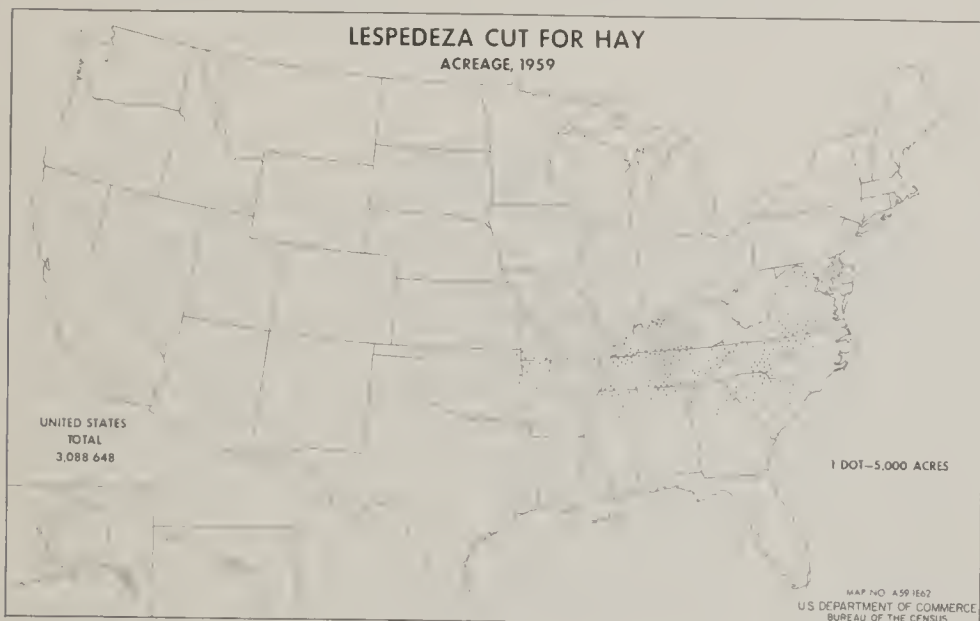 LESPEDEZA CUT FOR HAY
ACREAGE, 1959
UNITED STATES
TOTAL
3,088 648
1 DOT—5,000 ACRES
MAP NO. A59 1E62
U S DEPARTMENT OF COMMERCE
BUREAU OF THE CENSUS